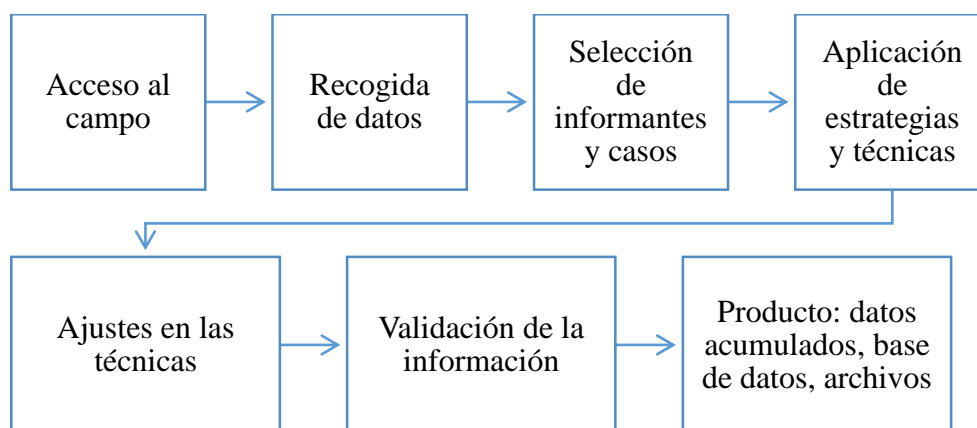 Acceso al
campo
Recogida
de datos
Selección
de
informantes
y casos
Aplicación
de
estrategias
y técnicas
Ajustes en las
técnicas
Validación de la
información
Producto: datos
acumulados, base
de datos, archivos